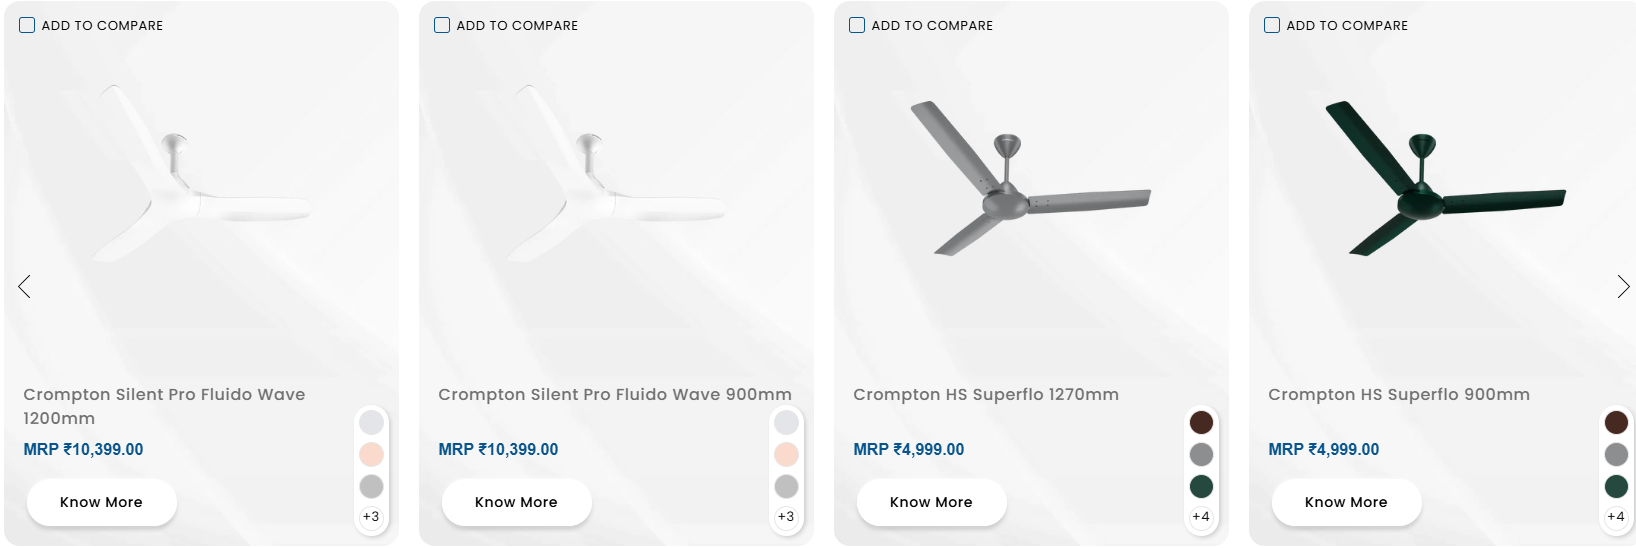 ADD TO COMPARE
Crompton Silent Pro Fluido Wave
1200mm
MRP ₹10,399.00
Know More
+3
ADD TO COMPARE
Crompton Silent Pro Fluido Wave 900mm
MRP ₹10,399.00
Know More
+3
ADD TO COMPARE
Crompton HS Superflo 1270mm
MRP ₹4,999.00
Know More
+4
ADD TO COMPARE
Crompton HS Superflo 900mm
MRP ₹4,999.00
Know More
+4